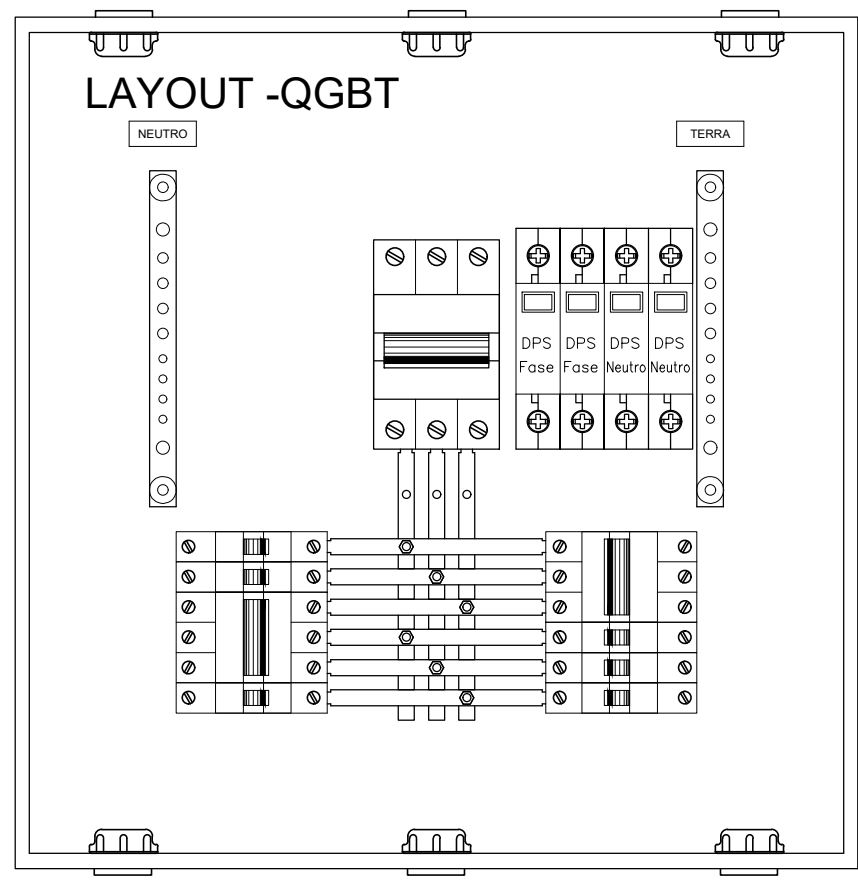 LAYOUT -QGBT
NEUTRO
TERRA
DPS DPS DPS DPS
Fase Fase Neutro Neutro